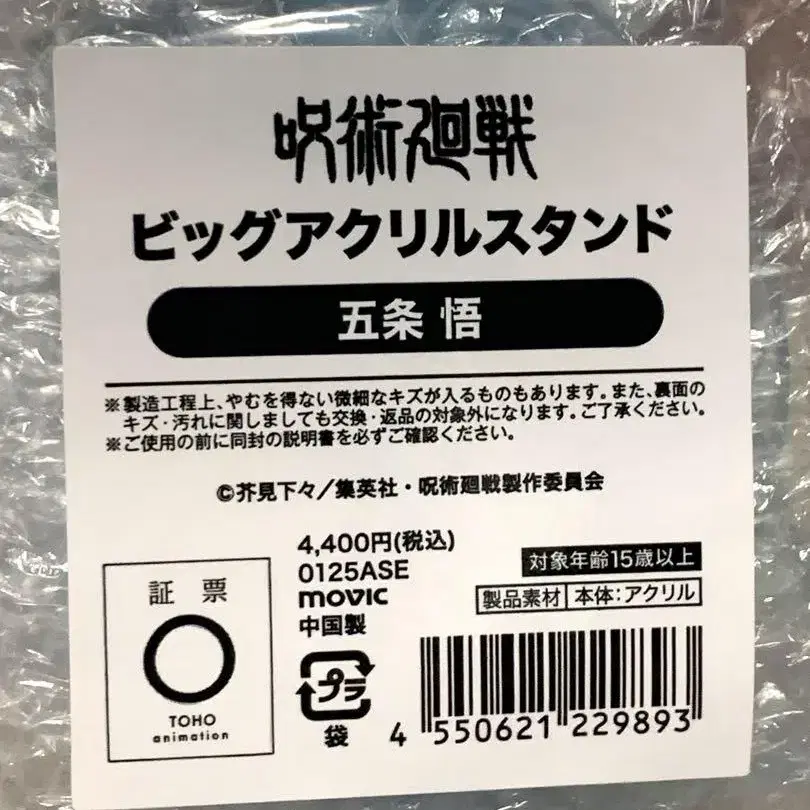 呪術廻戦
ビッグアクリルスタンド
五条 悟
※製造工程上、やむを得ない微細なキズが入るものもあります。また、裏面の
キズ・汚れに関しましても交換・返品の対象外になります。ご了承ください。
※ご使用の前に同封の説明書を必ずご確認ください。
©芥見下々／集英社・呪術廻戦製作委員会
証票
TOHO
animation
4,400円(税込)
0125ASE
movic
中国製
プラ
袋
対象年齢15歳以上
製品素材 本体：アクリル
4 550621 229893